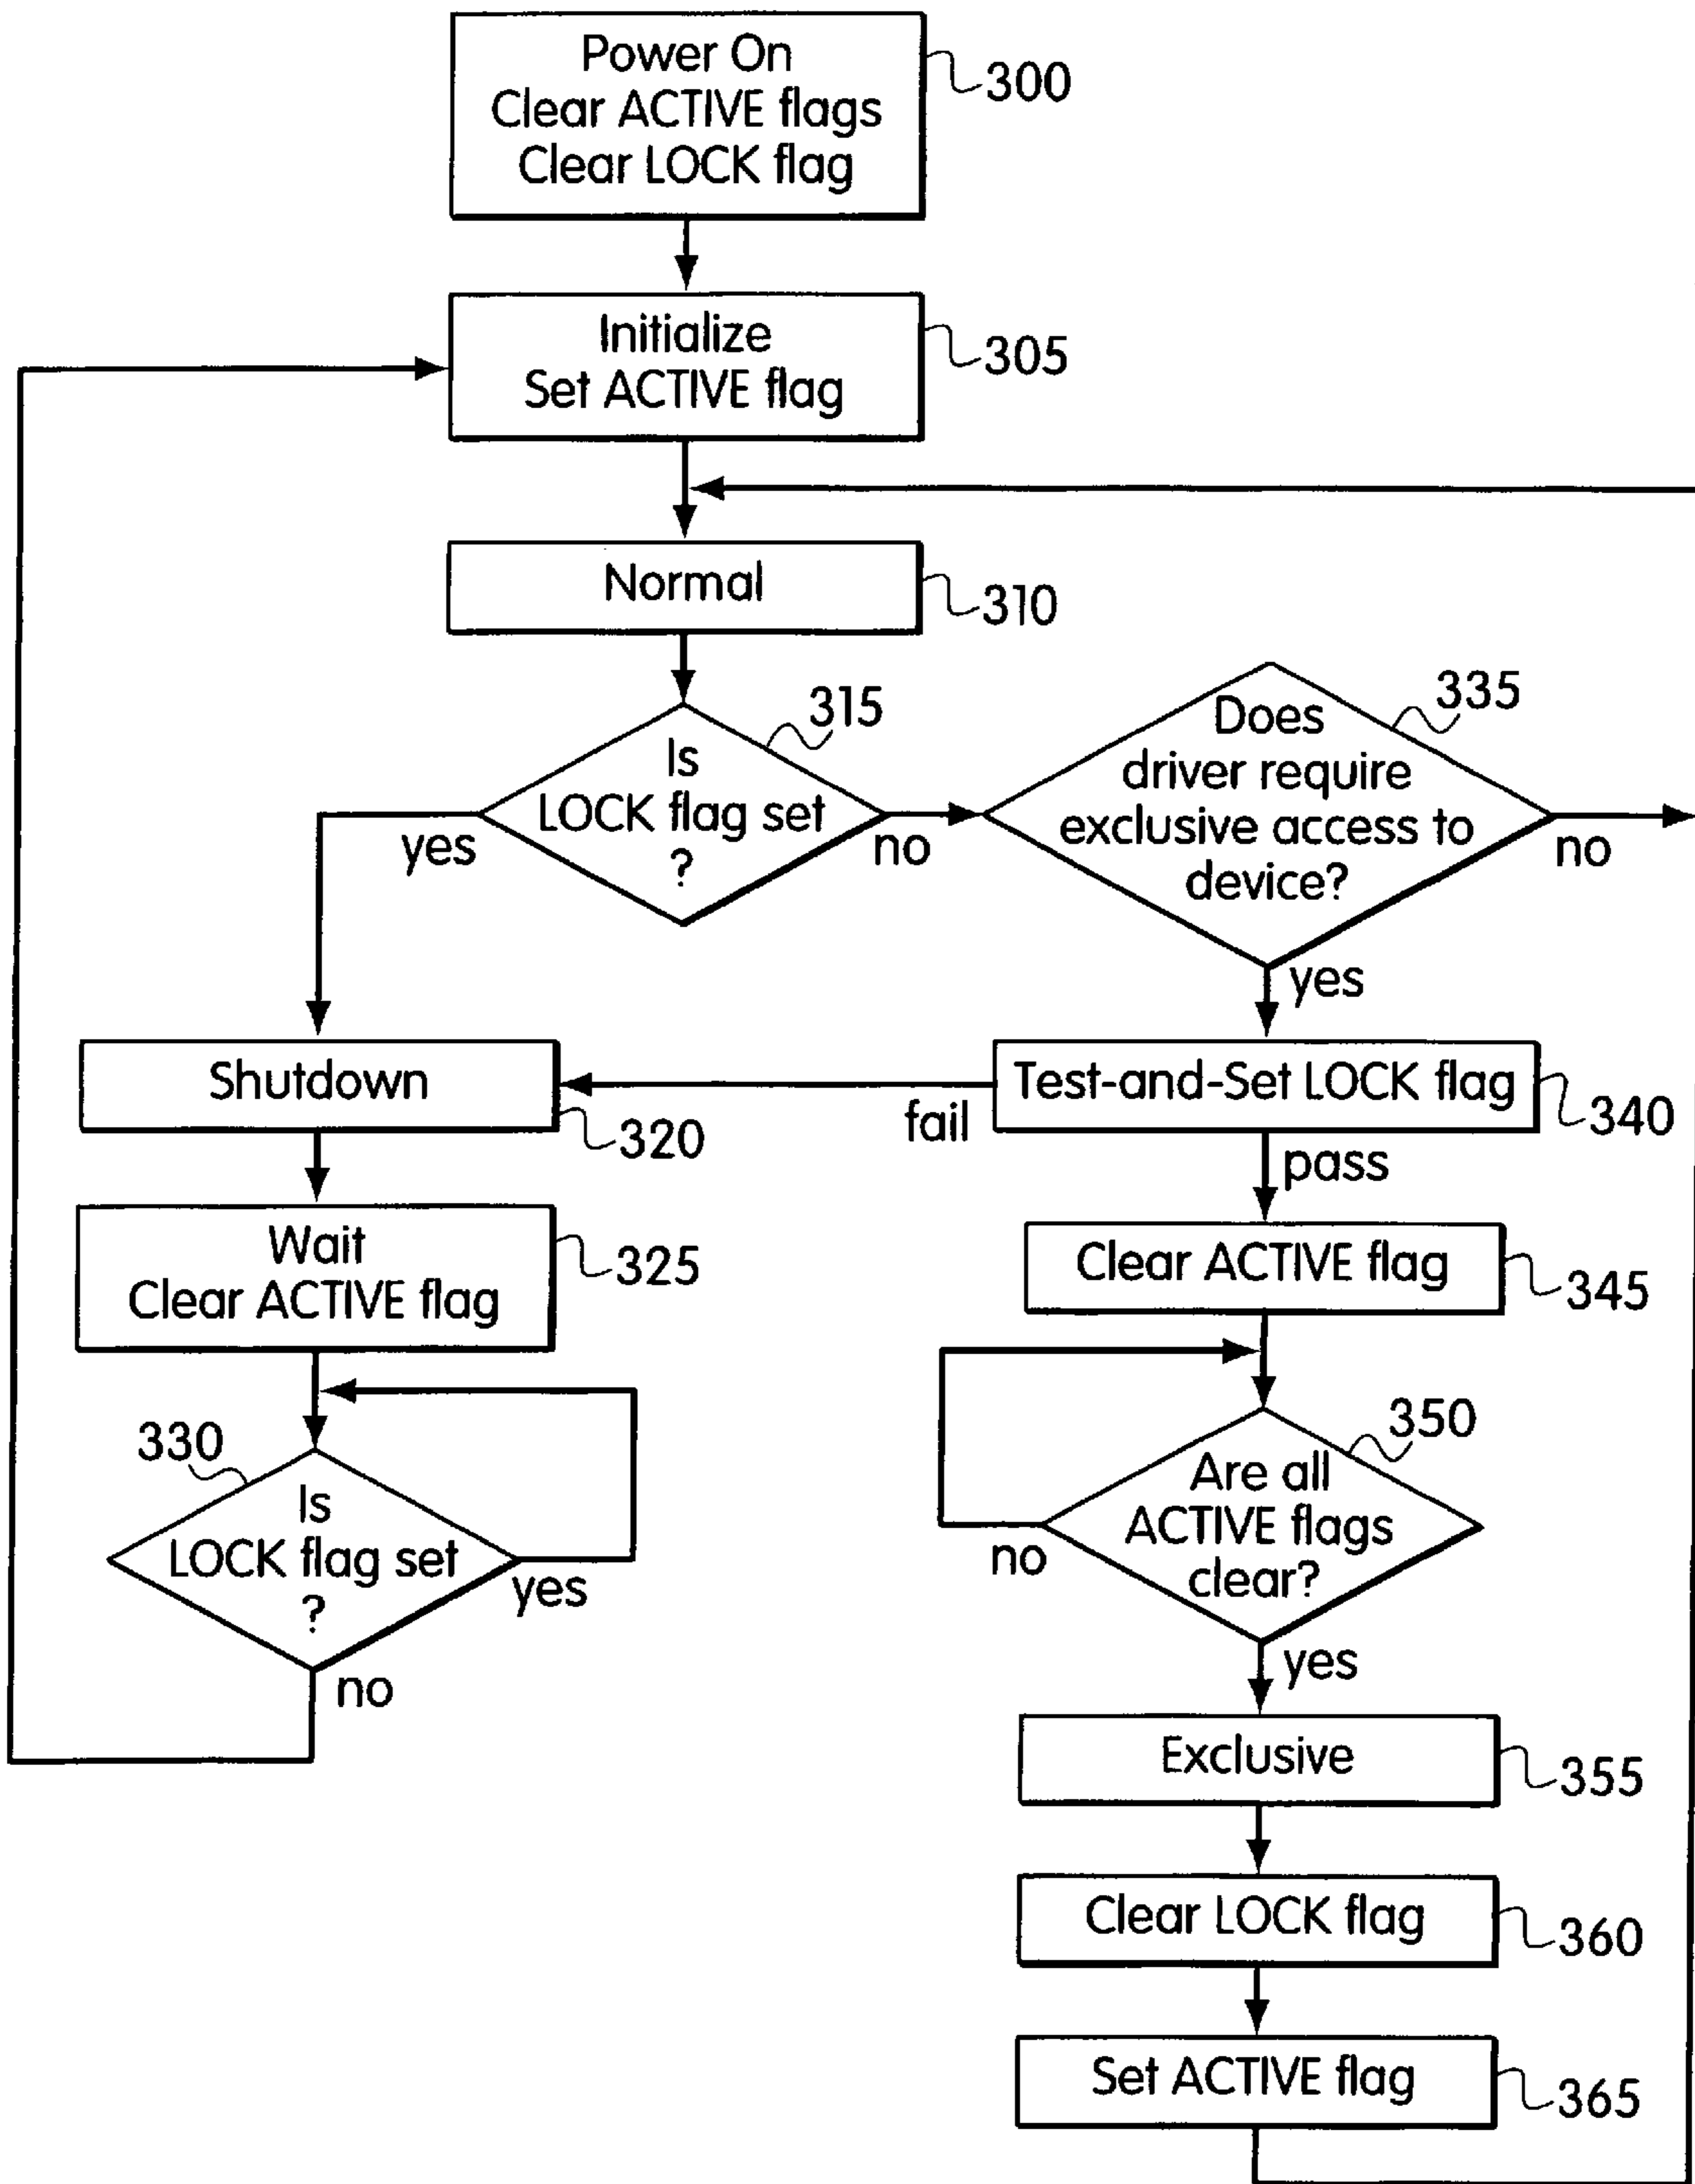 Power On
Clear ACTIVE flags
Clear LOCK flag
300
Initialize
Set ACTIVE flag
305
Normal
310
315
Is
LOCK flag set
?
yes
no
335
Does
driver require
exclusive access to
device?
no
yes
Shutdown
320
Test-and-Set LOCK flag
340
fail
pass
Wait
Clear ACTIVE flag
325
Clear ACTIVE flag
345
330
Is
LOCK flag set
?
yes
no
350
Are all
ACTIVE flags
clear?
no
yes
Exclusive
355
Clear LOCK flag
360
Set ACTIVE flag
365